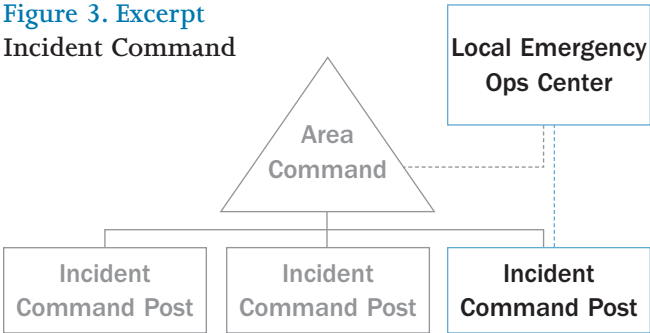 Figure 3. Excerpt
Incident Command
Local Emergency
Ops Center
Area
Command
Incident
Command Post
Incident
Command Post
Incident
Command Post